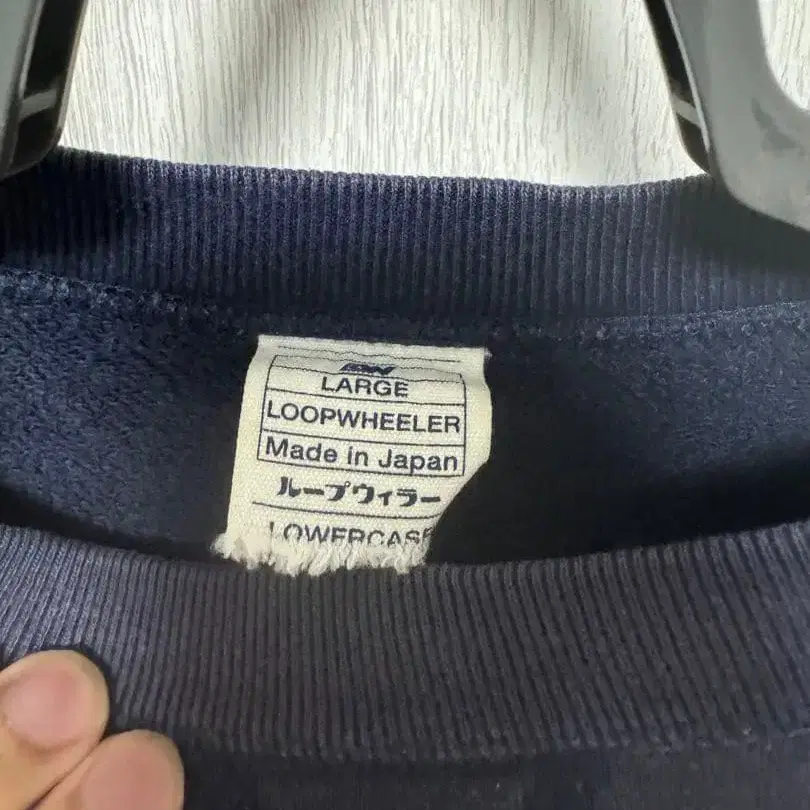 LARGE
LOOPWHEELER
Made in Japan
ループウィラー
LOWERCASE